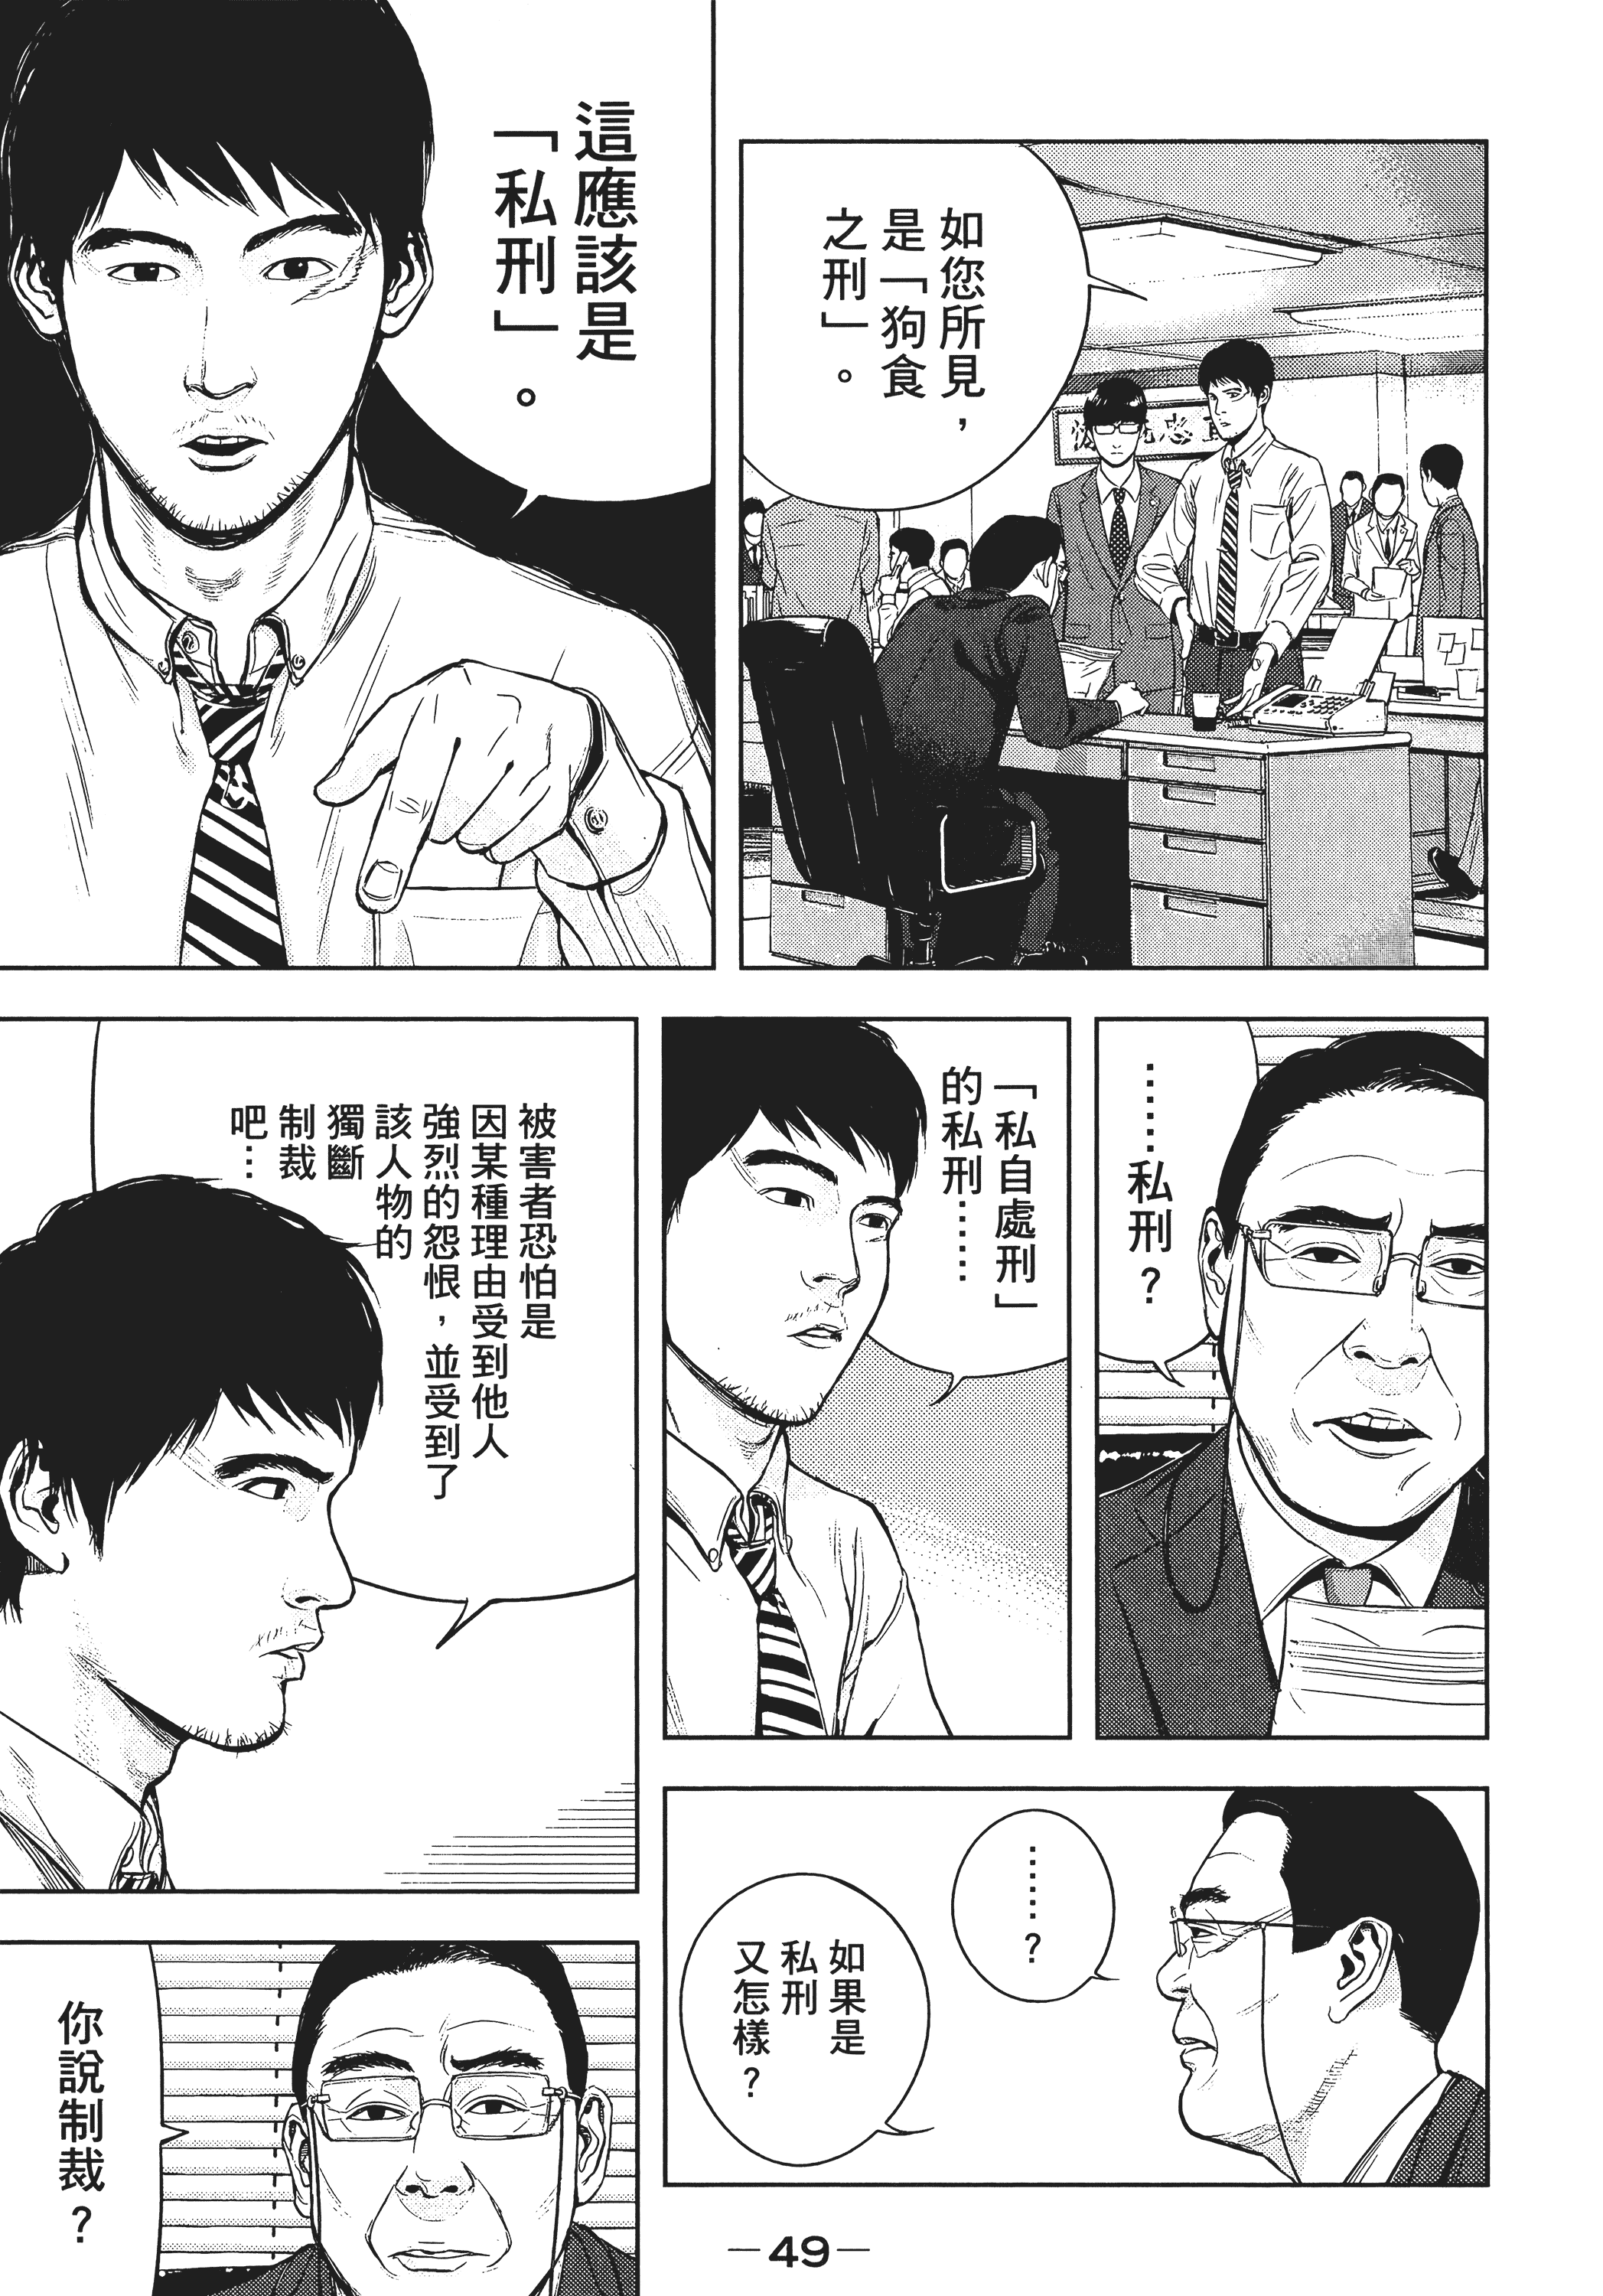 如您所見，
是「狗食
之刑」。
這應該是
「私刑」。
……私刑？
「私自處刑」
的私刑……
……？
如果是
私刑
又怎樣？
被害者恐怕是
因某種理由受到他人
強烈的怨恨，並受到了
該人物的
獨斷
制裁
吧…
你說制裁？
—49—